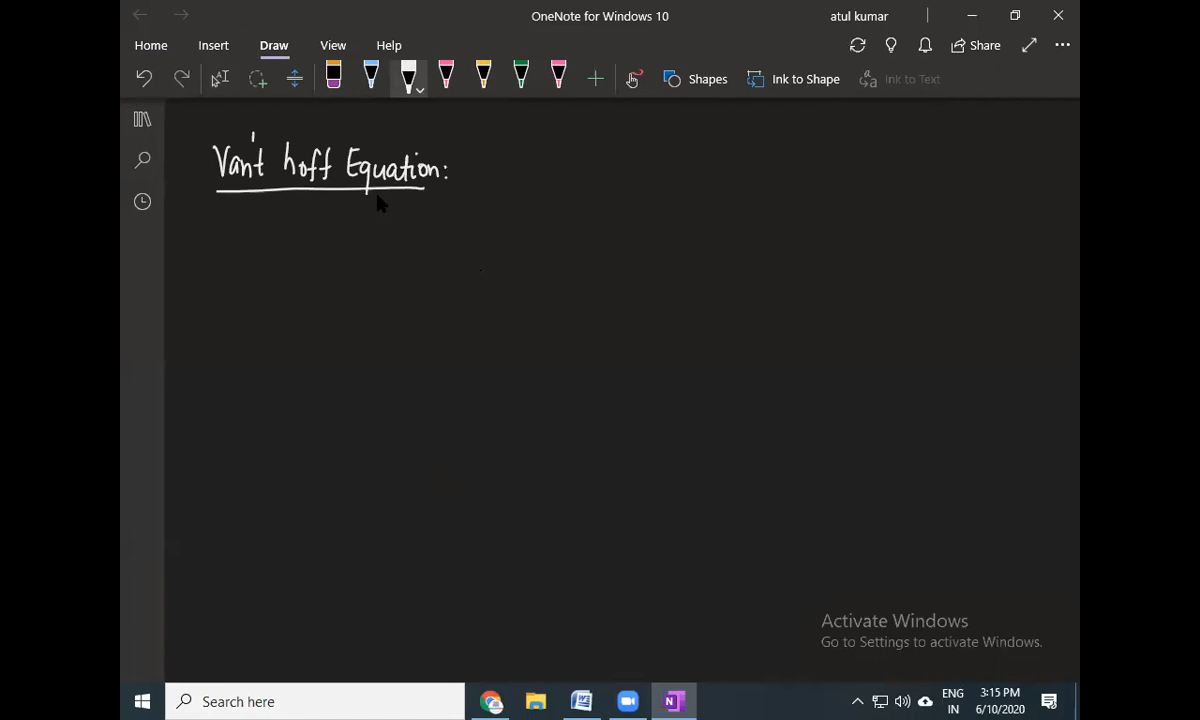 OneNote for Windows 10
atul kumar
Home Insert Draw View Help
Share
Shapes
Ink to Shape
Ink to Text
Van't hoff Equation:
Activate Windows
Go to Settings to activate Windows.
Search here
ENG
IN
3:15 PM
6/10/2020